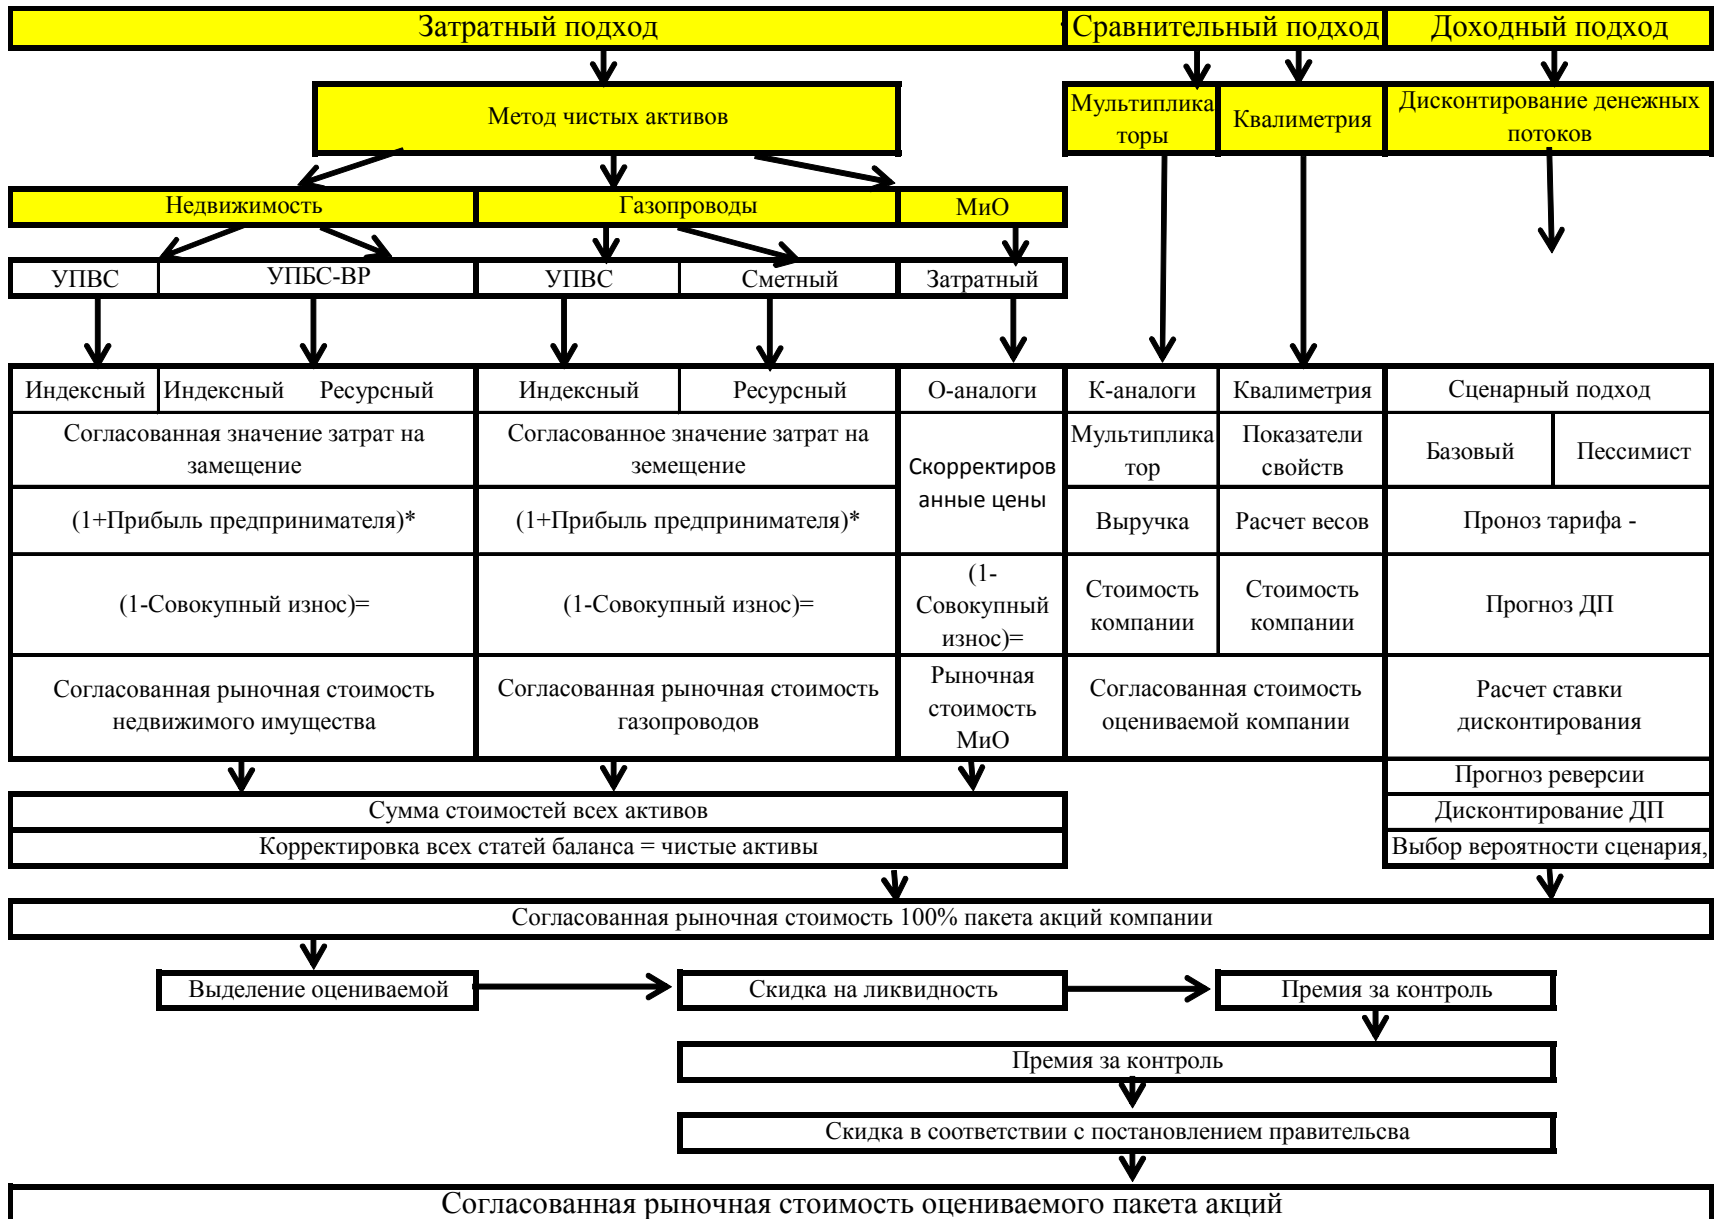 Затратный подход
Сравнительный подход
Доходный подход
Метод чистых активов
Мультиплика
торы
Квалиметрия
Дисконтирование денежных
потоков
Недвижимость
Газопроводы
МиО
УПВС
УПБС-ВР
УПВС
Сметный
Затратный
Индексный
Индексный
Ресурсный
Индексный
Ресурсный
О-аналоги
К-аналоги
Квалиметрия
Сценарный подход
Согласованная значение затрат на
замещение
Согласованное значение затрат на
земещение
Скорректиров
анные цены
Мультиплика
тор
Показатели
свойств
Базовый
Пессимист
(1+Прибыль предпринимателя)*
(1+Прибыль предпринимателя)*
Выручка
Расчет весов
Проноз тарифа -
(1-Совокупный износ)=
(1-Совокупный износ)=
(1-
Совокупный
износ)=
Стоимость
компании
Стоимость
компании
Прогноз ДП
Согласованная рыночная стоимость
недвижимого имущества
Согласованная рыночная стоимость
газопроводов
Рыночная
стоимость
МиО
Согласованная стоимость
оцениваемой компании
Расчет ставки
дисконтирования
Прогноз реверсии
Сумма стоимостей всех активов
Дисконтирование ДП
Корректировка всех статей баланса = чистые активы
Выбор вероятности сценария,
Согласованная рыночная стоимость 100% пакета акций компании
Выделение оцениваемой
Скидка на ликвидность
Премия за контроль
Премия за контроль
Скидка в соответствии с постановлением правительсва
Согласованная рыночная стоимость оцениваемого пакета акций